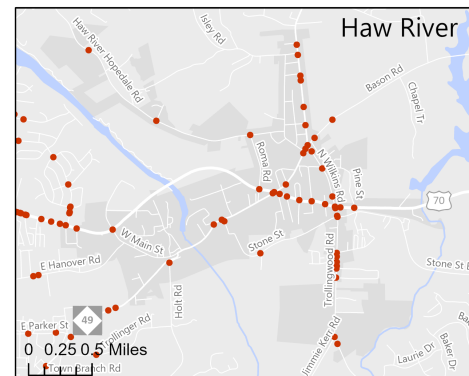 Haw River
Isley Rd
Haw River Hopedale Rd
Bason Rd
Chapel Tr
Roma Rd
N Wilkins Rd
Pine St
70
W Main St
Stone St
E Hanover Rd
Trollingwood Rd
Stone St E
Holt Rd
49
E Parker St
Trollinger Rd
Jimmie Kerr Rd
Laurie Dr
Baker Dr
0 0.25 0.5 Miles
Town Branch Rd